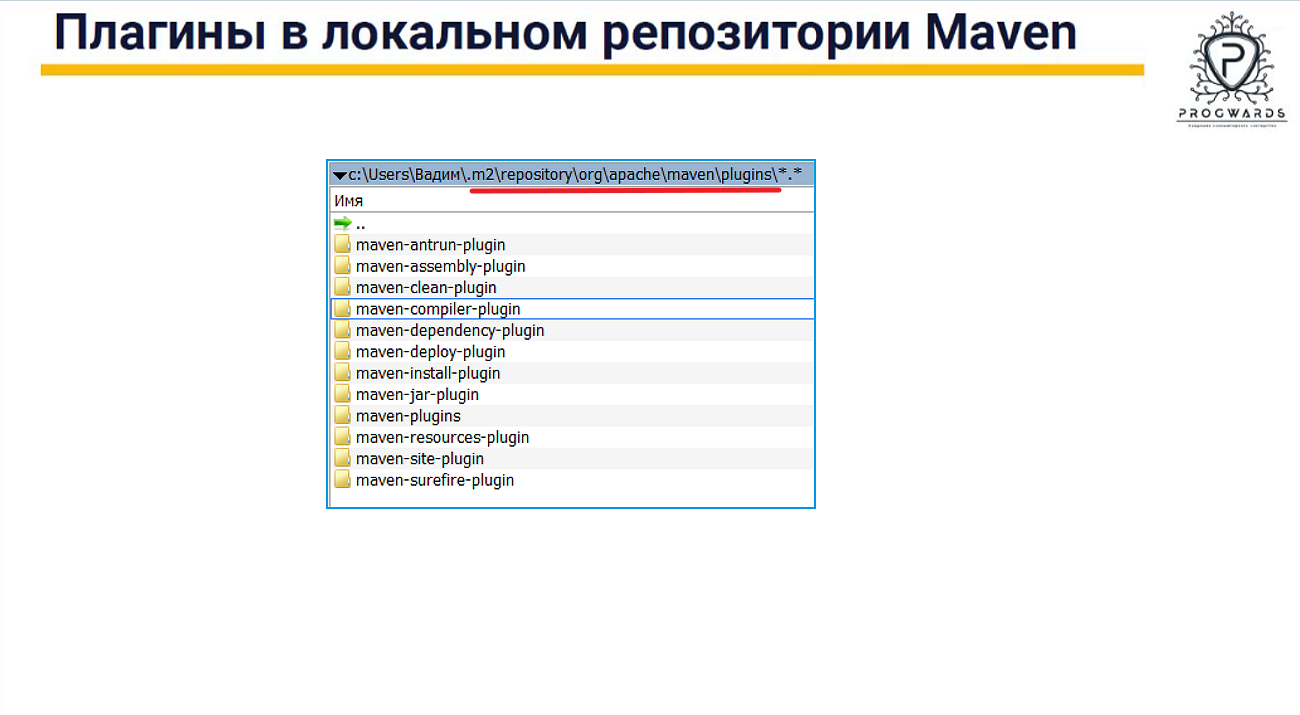 Плагины в локальном репозитории Maven
PROGWARDS
c:\Users\Вадим\.m2\repository\org\apache\maven\plugins\*.*
Имя
..
maven-antrun-plugin
maven-assembly-plugin
maven-clean-plugin
maven-compiler-plugin
maven-dependency-plugin
maven-deploy-plugin
maven-install-plugin
maven-jar-plugin
maven-plugins
maven-resources-plugin
maven-site-plugin
maven-surefire-plugin